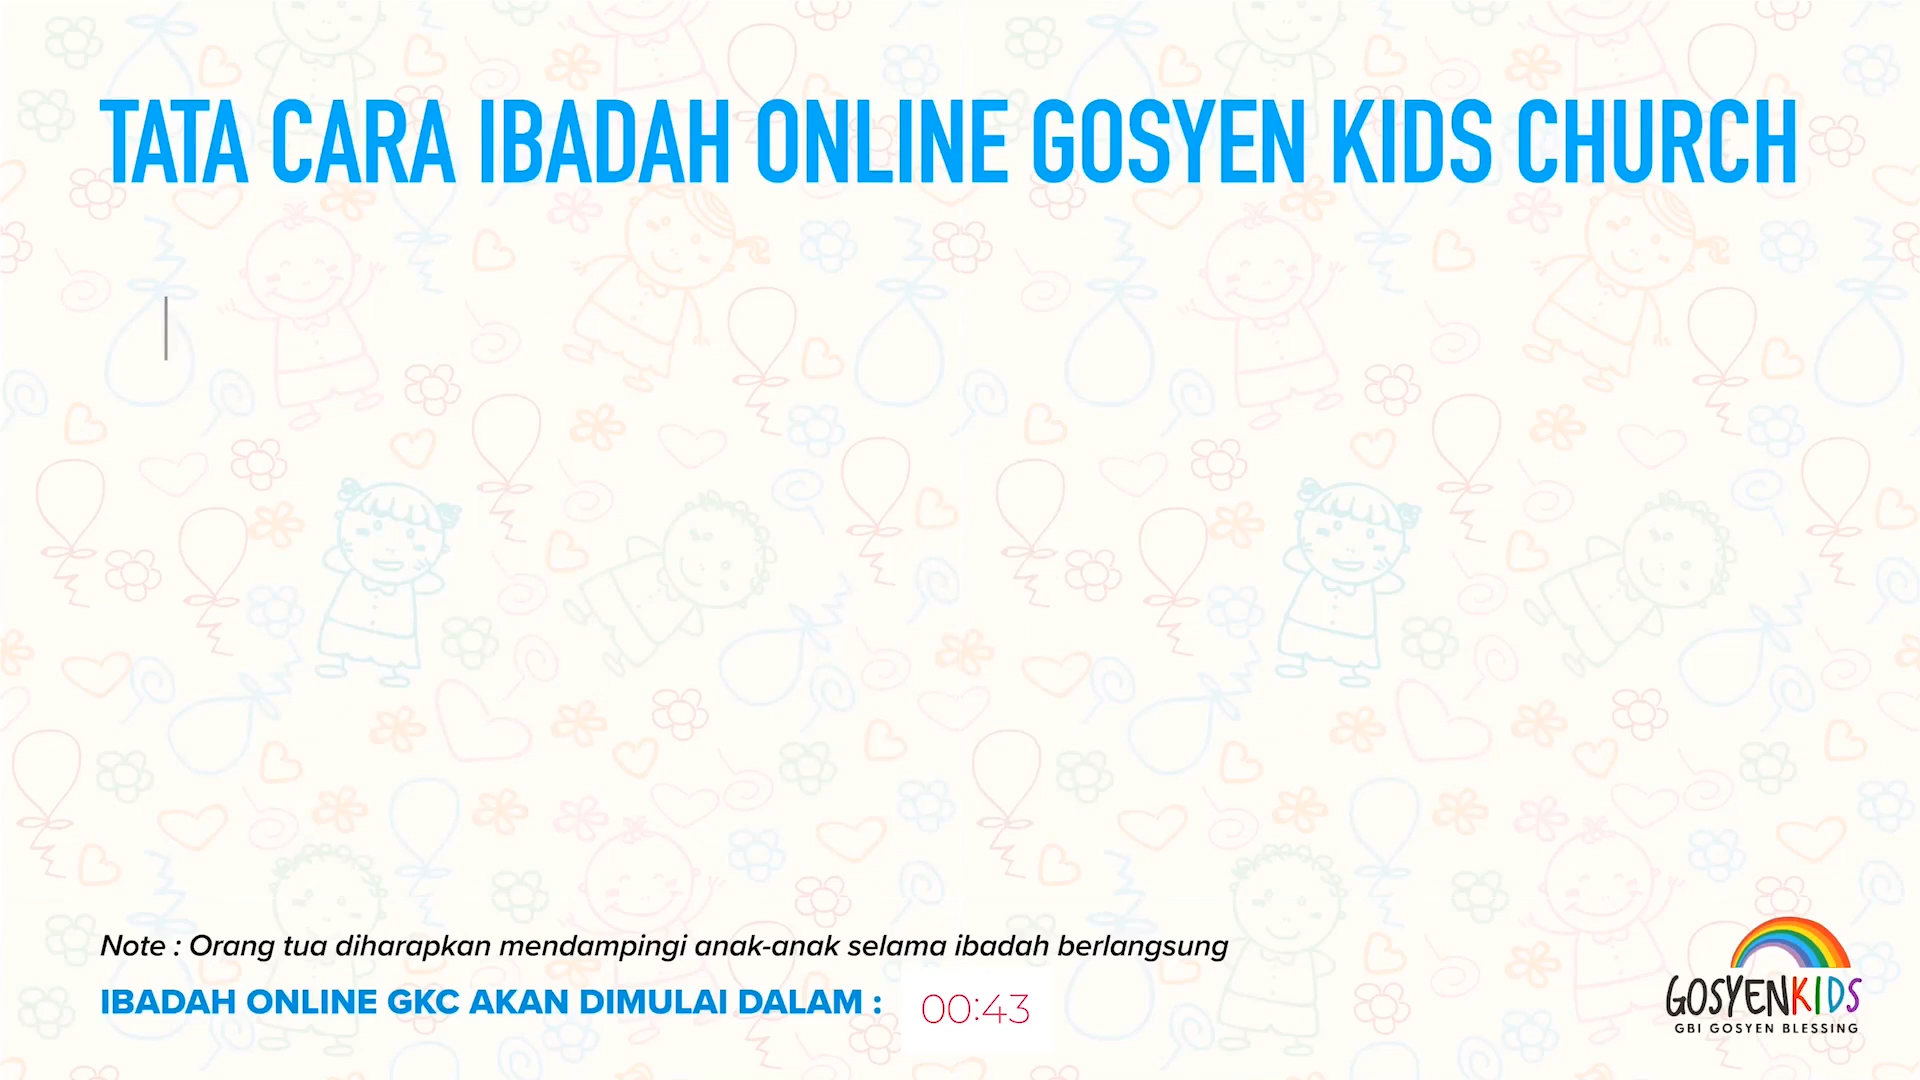 TATA CARA IBADAH ONLINE GOSYEN KIDS CHURCH
Note : Orang tua diharapkan mendampingi anak-anak selama ibadah berlangsung
IBADAH ONLINE GKC AKAN DIMULAI DALAM : 00:43
GOSYENKIDS
GBI GOSYEN BLESSING